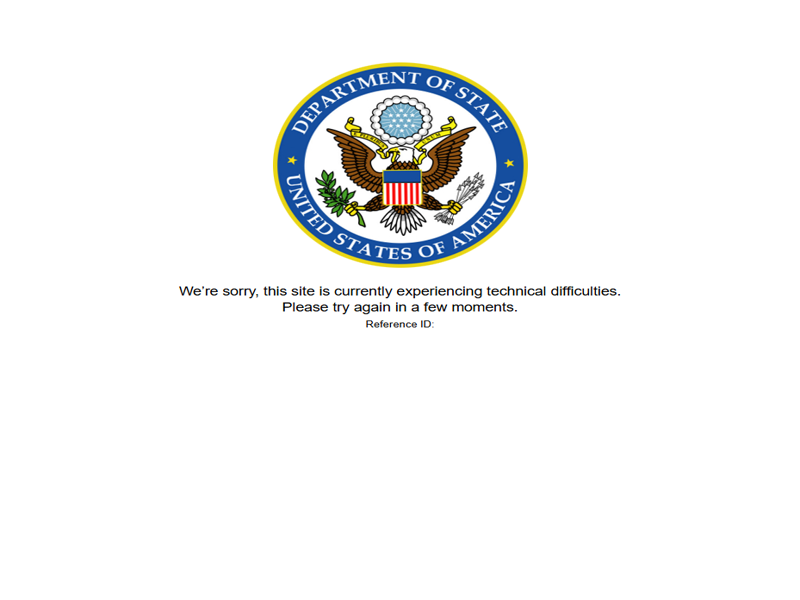 DEPARTMENT OF STATE
UNITED STATES OF AMERICA
We're sorry, this site is currently experiencing technical difficulties.
Please try again in a few moments.
Reference ID: